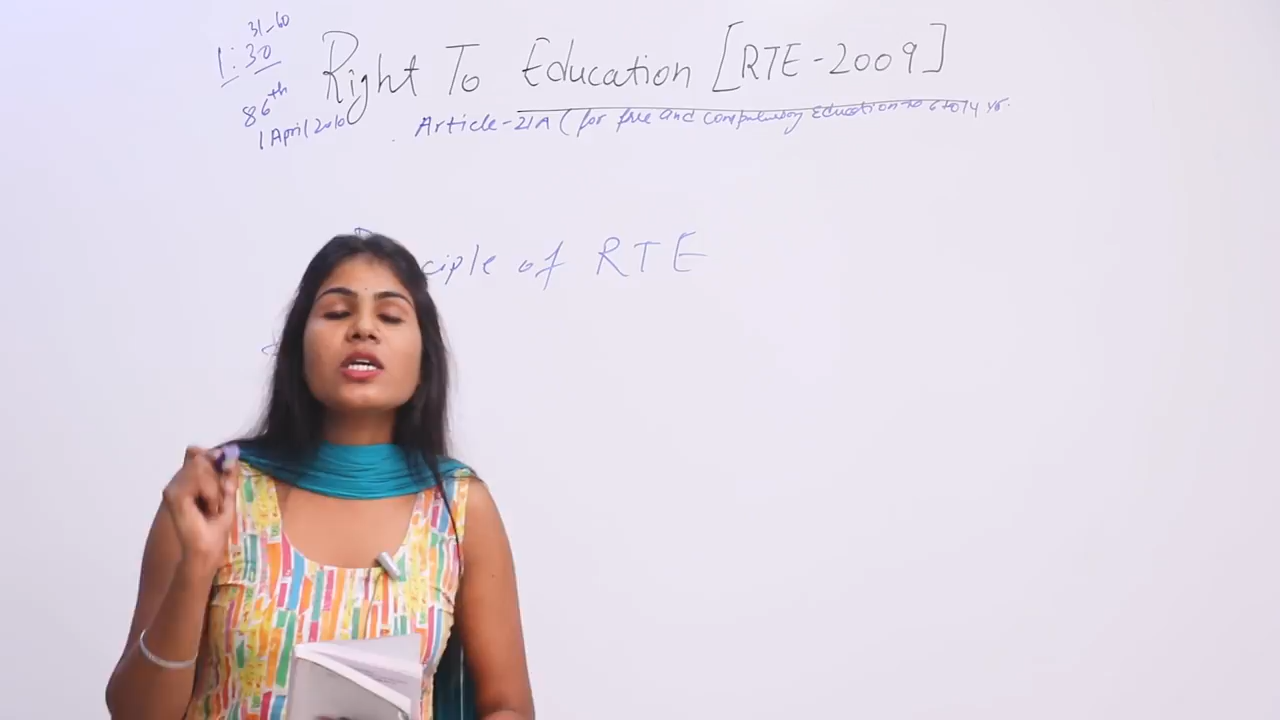 31-60
1:30
Right To Education [RTE-2009]
86th
1 April 2010
Article-21A (for free and compulsory Education to 6 to 14 yr.
ciple of RTE